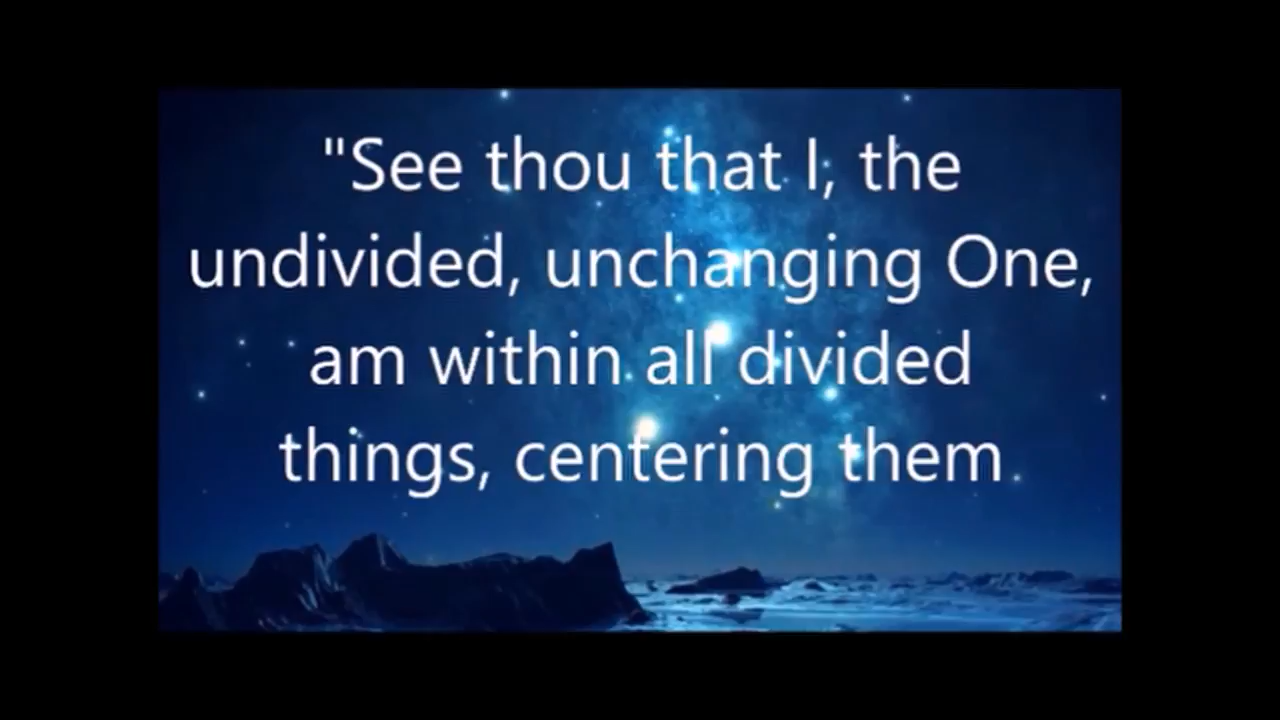 "See thou that I, the
undivided, unchanging One,
am within all divided
things, centering them